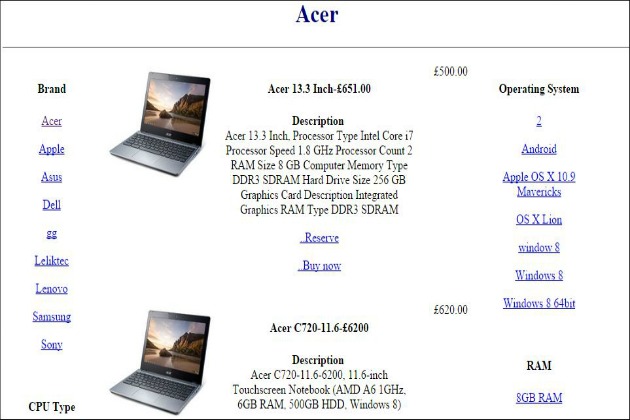 Acer
Brand
Acer
Apple
Asus
Dell
gg
Leliktec
Lenovo
Samsung
Sony
CPU Type
Acer 13.3 Inch-£651.00
£500.00
Description
Acer 13.3 Inch, Processor Type Intel Core i7
Processor Speed 1.8 GHz Processor Count 2
RAM Size 8 GB Computer Memory Type
DDR3 SDRAM Hard Drive Size 256 GB
Graphics Card Description Integrated
Graphics RAM Type DDR3 SDRAM
..Reserve
..Buy now
Acer C720-11.6-£6200
£620.00
Description
Acer C720-11.6-6200, 11.6-inch
Touchscreen Notebook (AMD A6 1GHz,
6GB RAM, 500GB HDD, Windows 8)
Operating System
2
Android
Apple OS X 10.9
Mavericks
OS X Lion
window 8
Windows 8
Windows 8 64bit
RAM
8GB RAM